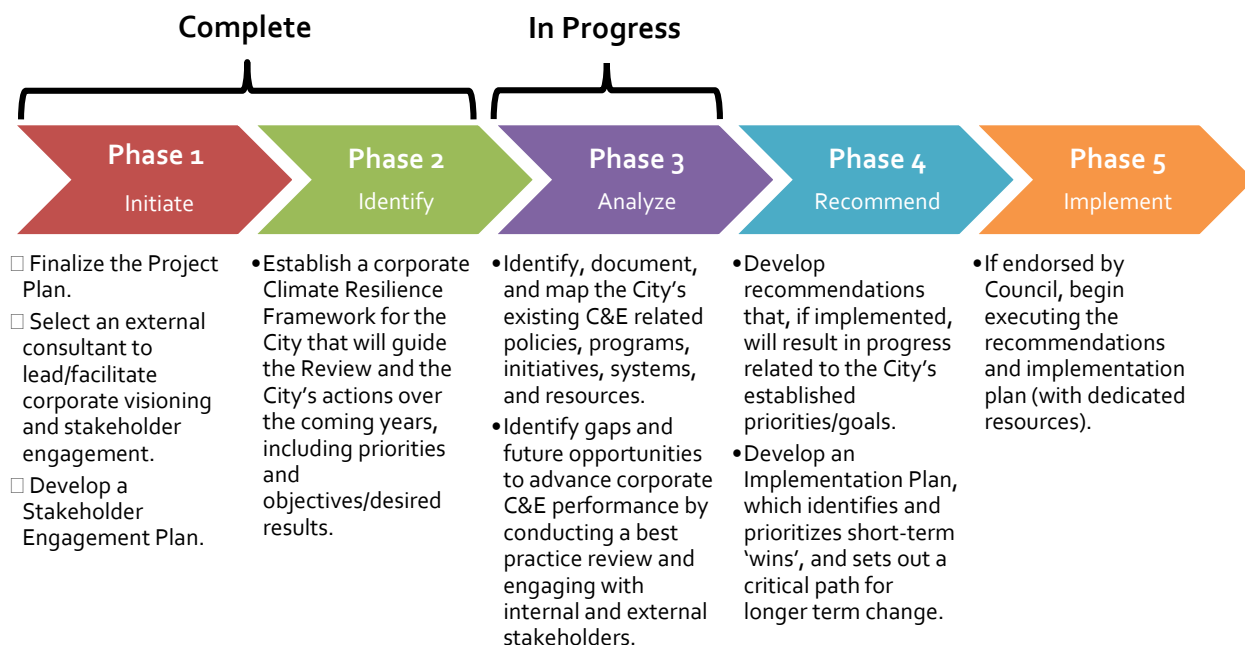 Complete
In Progress
Phase 1
Initiate
Phase 2
Identify
Phase 3
Analyze
Phase 4
Recommend
Phase 5
Implement
□ Finalize the Project
Plan.
□ Select an external
consultant to
lead/facilitate
corporate visioning
and stakeholder
engagement.
□ Develop a
Stakeholder
Engagement Plan.
•Establish a corporate
Climate Resilience
Framework for the
City that will guide
the Review and the
City's actions over
the coming years,
including priorities
and
objectives/desired
results.
•Identify, document,
and map the City's
existing C&E related
policies, programs,
initiatives, systems,
and resources.
•Identify gaps and
future opportunities
to advance corporate
C&E performance by
conducting a best
practice review and
engaging with
internal and external
stakeholders.
•Develop
recommendations
that, if implemented,
will result in progress
related to the City's
established
priorities/goals.
•Develop an
Implementation Plan,
which identifies and
prioritizes short-term
'wins', and sets out a
critical path for
longer term change.
•If endorsed by
Council, begin
executing the
recommendations
and implementation
plan (with dedicated
resources).